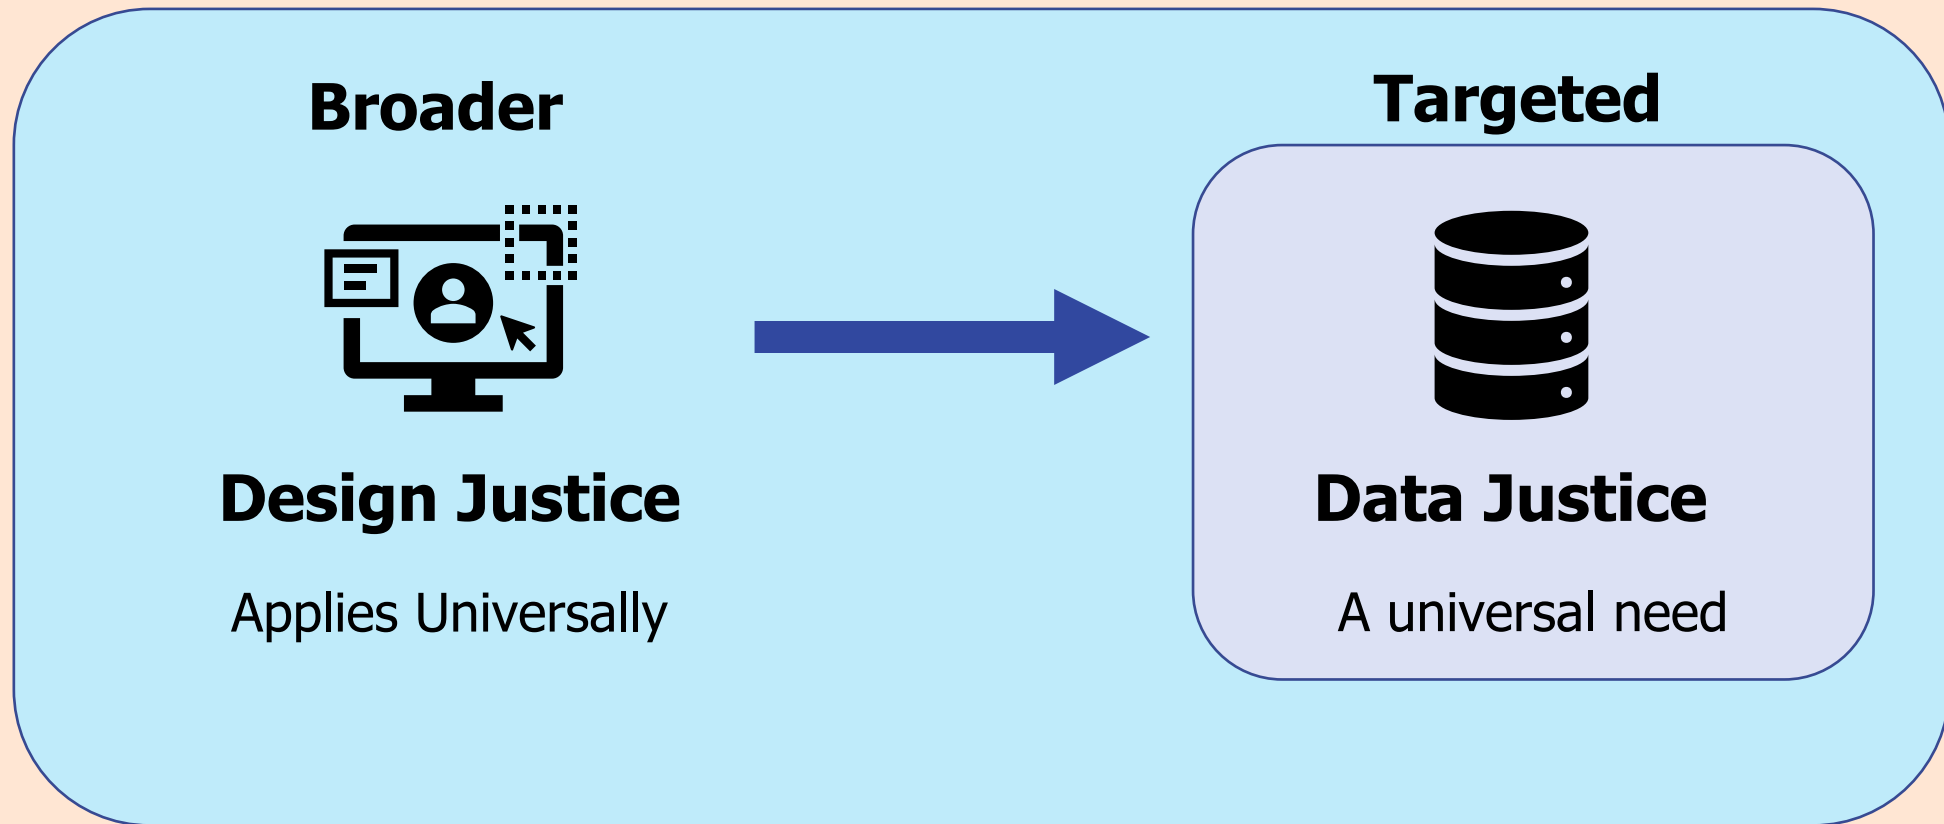 Broader
Targeted
Design Justice
Data Justice
Applies Universally
A universal need